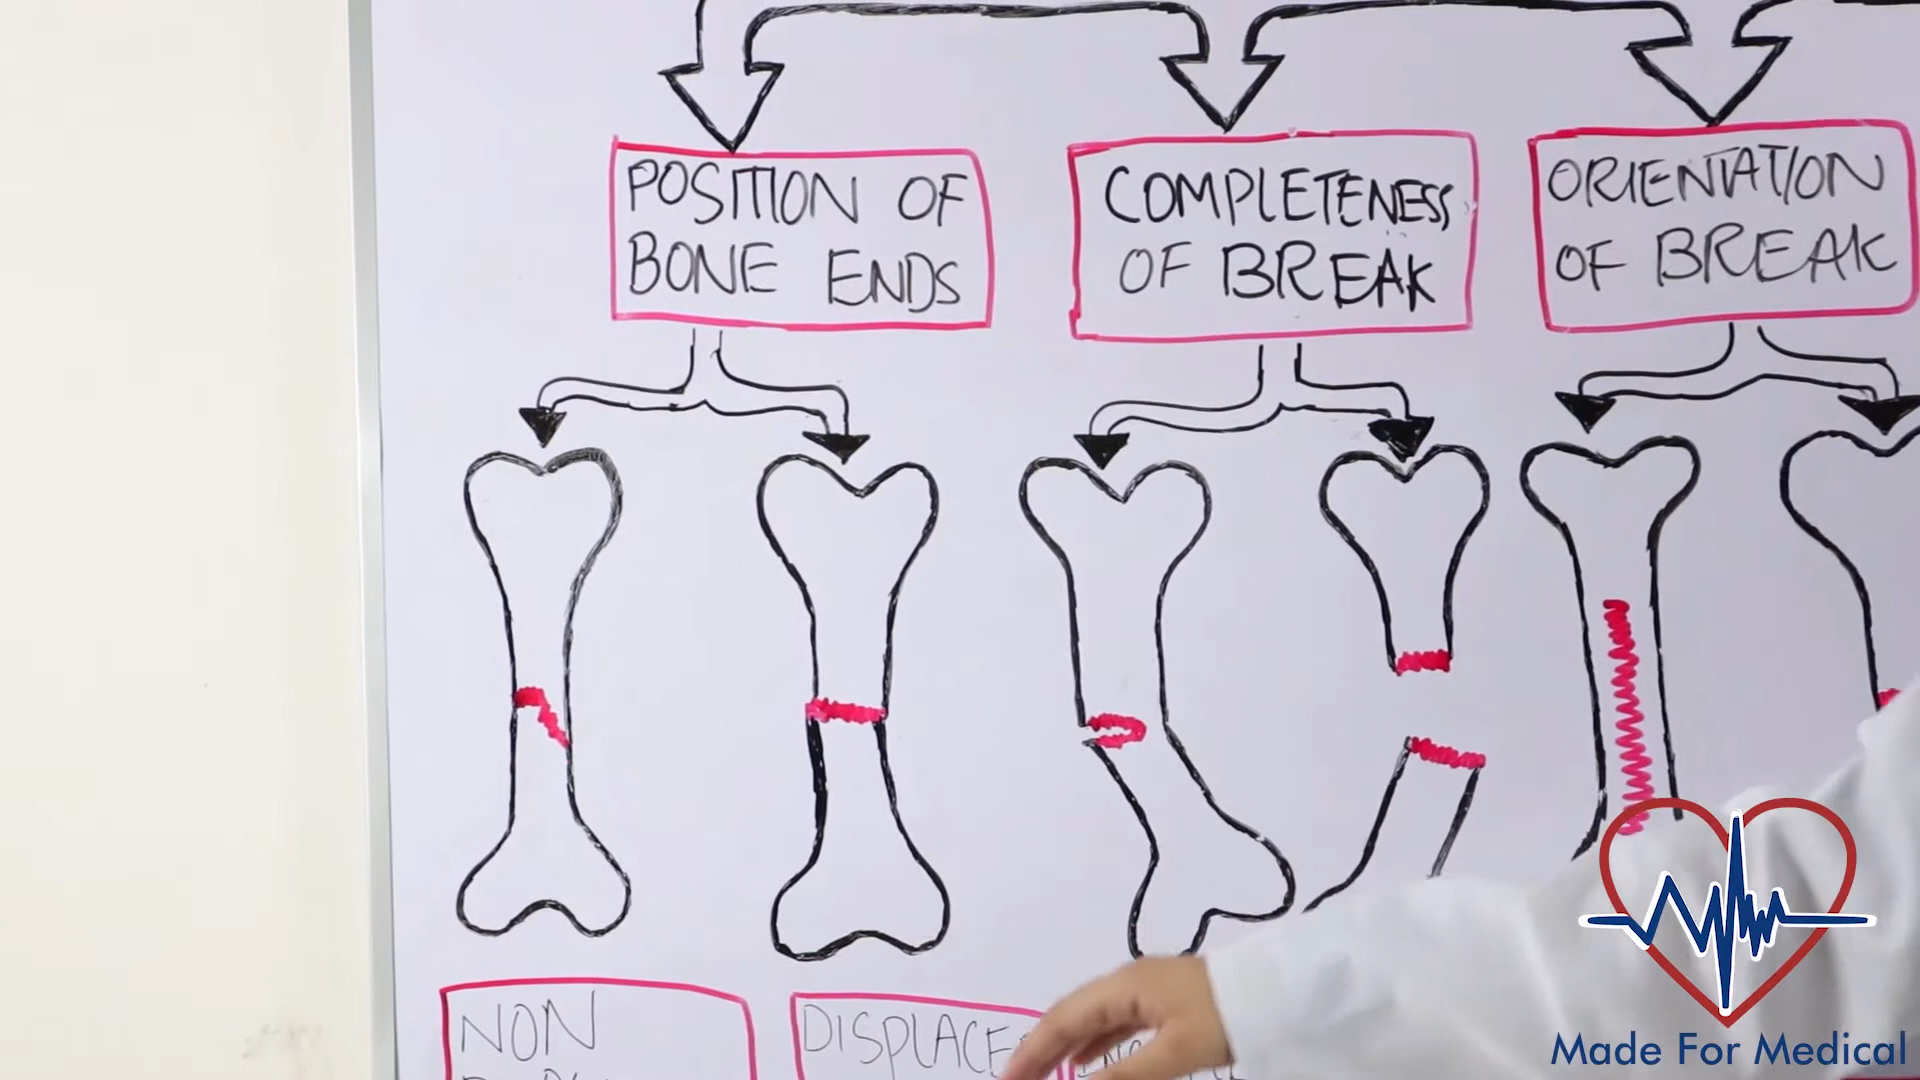 POSITION OF
BONE ENDS
COMPLETENESS
OF BREAK
ORIENTATION
OF BREAK
NON
DISPLACE
Made For Medical